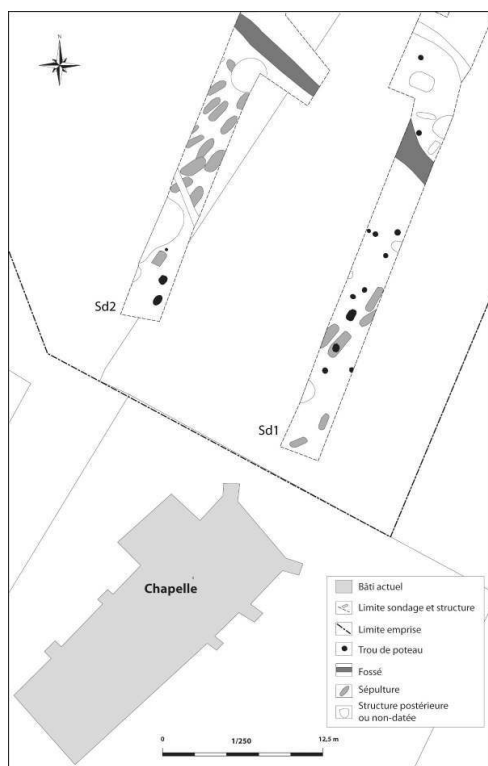 N
Sd2
Sd1
Chapelle
Bâti actuel
Limite sondage et structure
Limite emprise
Trou de poteau
Fossé
Sépulture
Structure postérieure
ou non-datée
0 1/250 12,5 m